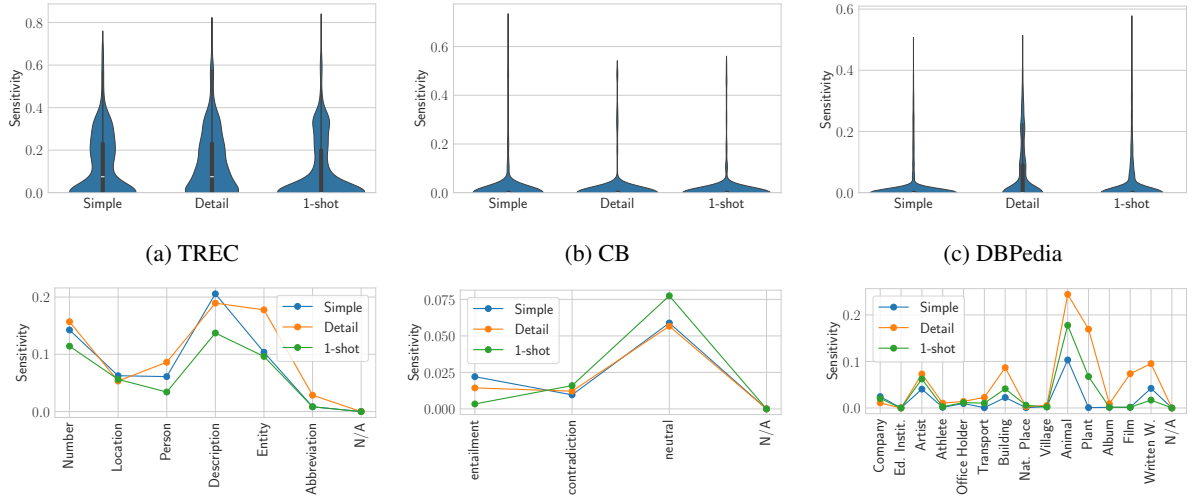 0.8
0.6
0.4
0.2
0.0
Sensitivity
Simple
Detail
1-shot
(a) TREC
0.6
0.4
0.2
0.0
Sensitivity
Simple
Detail
1-shot
(b) CB
0.6
0.4
0.2
0.0
Sensitivity
Simple
Detail
1-shot
(c) DBPedia
0.2
0.1
0.0
Sensitivity
Simple
Detail
1-shot
Number
Location
Person
Description
Entity
Abbreviation
N/A
0.075
0.050
0.025
0.000
Sensitivity
Simple
Detail
1-shot
entailment
contradiction
neutral
N/A
0.2
0.1
0.0
Sensitivity
Simple
Detail
1-shot
Company
Ed. Instit.
Artist
Athlete
Office Holder
Transport
Building
Nat. Place
Village
Animal
Plant
Album
Film
Written W.
N/A